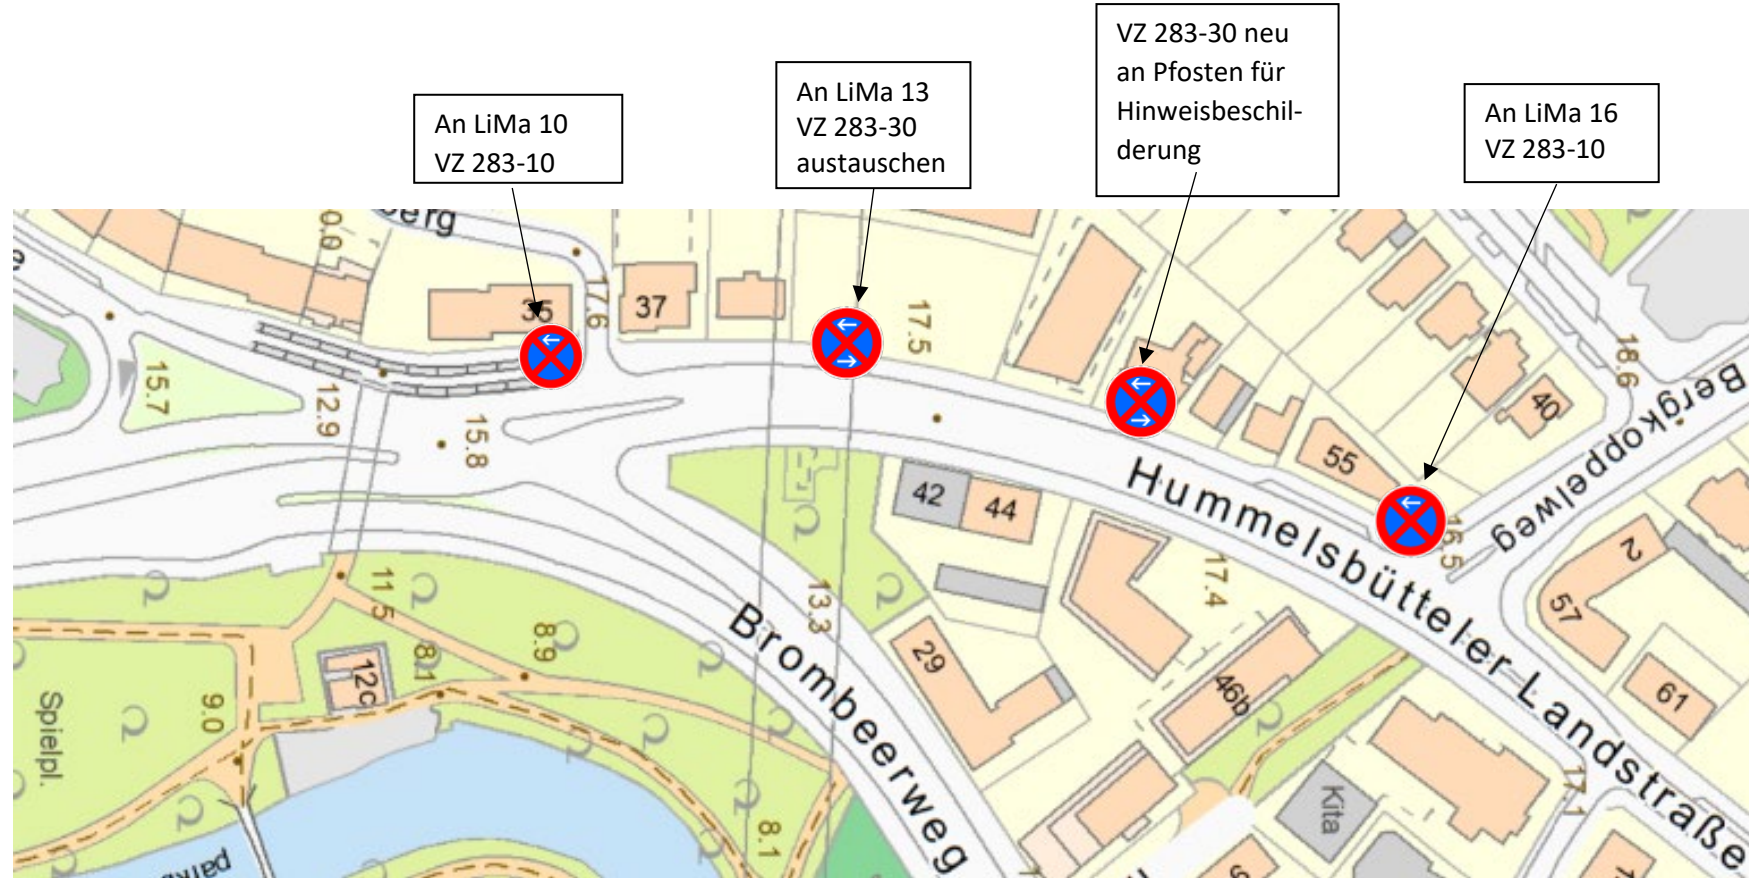 An LiMa 10
VZ 283-10
An LiMa 13
VZ 283-30
austauschen
VZ 283-30 neu
an Pfosten für
Hinweisbeschil-
derung
An LiMa 16
VZ 283-10
berg
35
37
17.6
17.5
18.6
15.7
12.9
15.8
42
44
55
40
Bergkoppelweg
16.5
Hummelsbütteler Landstraße
2
57
61
11.5
13.3
17.4
Brombeerweg
29
46b
8.9
8.1
12c
9.0
Spielpl.
8.1
Kita
17.1